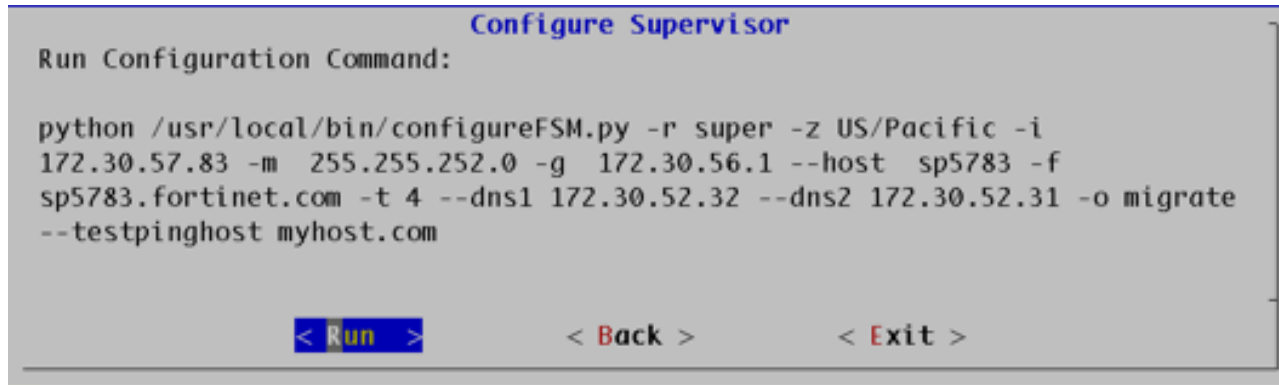 Configure Supervisor
Run Configuration Command:
python /usr/local/bin/configureFSM.py -r super -z US/Pacific -i
172.30.57.83 -m  255.255.252.0 -g  172.30.56.1 --host  sp5783 -f
sp5783.fortinet.com -t 4 --dns1 172.30.52.32 --dns2 172.30.52.31 -o migrate
--testpinghost myhost.com
< Run  > < Back > < Exit >